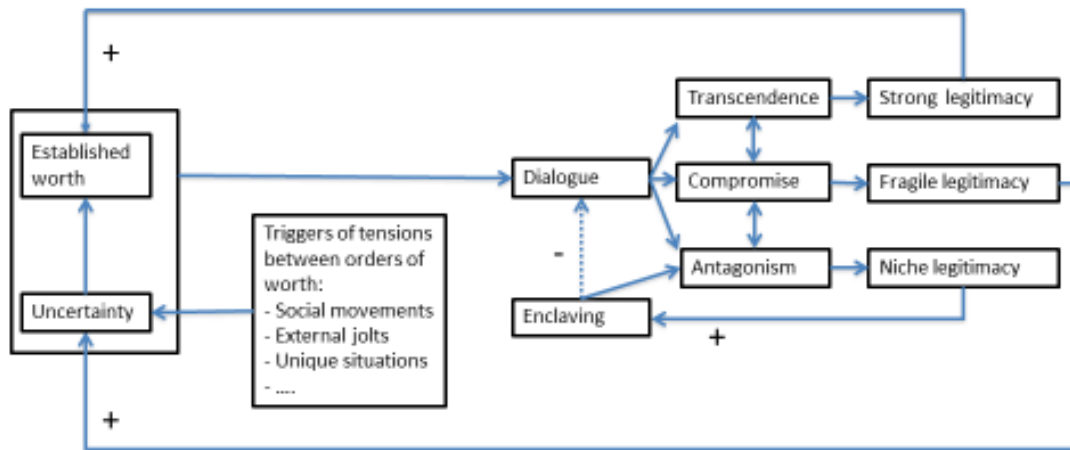 +
Transcendence
Strong legitimacy
Established
worth
Dialogue
Compromise
Fragile legitimacy
Triggers of tensions
between orders of
worth:
- Social movements
- External jolts
- Unique situations
- ....
-
Antagonism
Niche legitimacy
Uncertainty
Enclaving
+
+